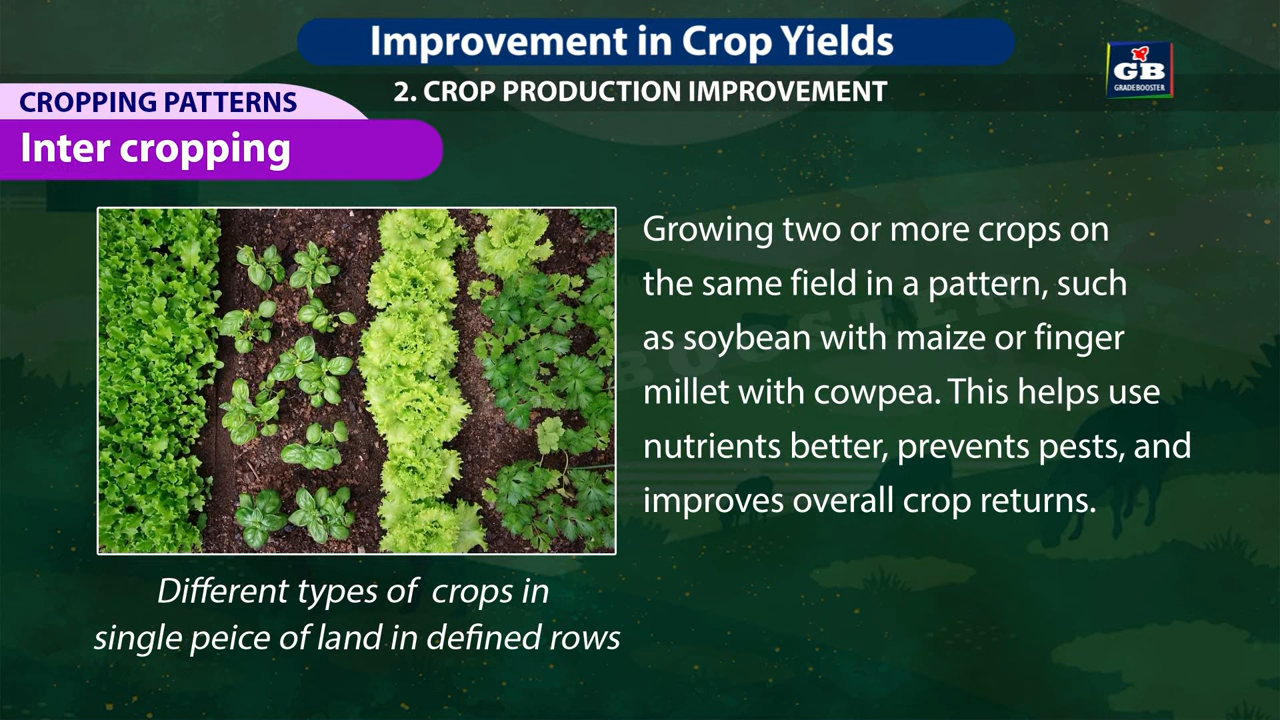 Improvement in Crop Yields
2. CROP PRODUCTION IMPROVEMENT
GB
GRADEBOOSTER
CROPPING PATTERNS
Inter cropping
Growing two or more crops on
the same field in a pattern, such
as soybean with maize or finger
millet with cowpea. This helps use
nutrients better, prevents pests, and
improves overall crop returns.
Different types of crops in
single peice of land in defined rows